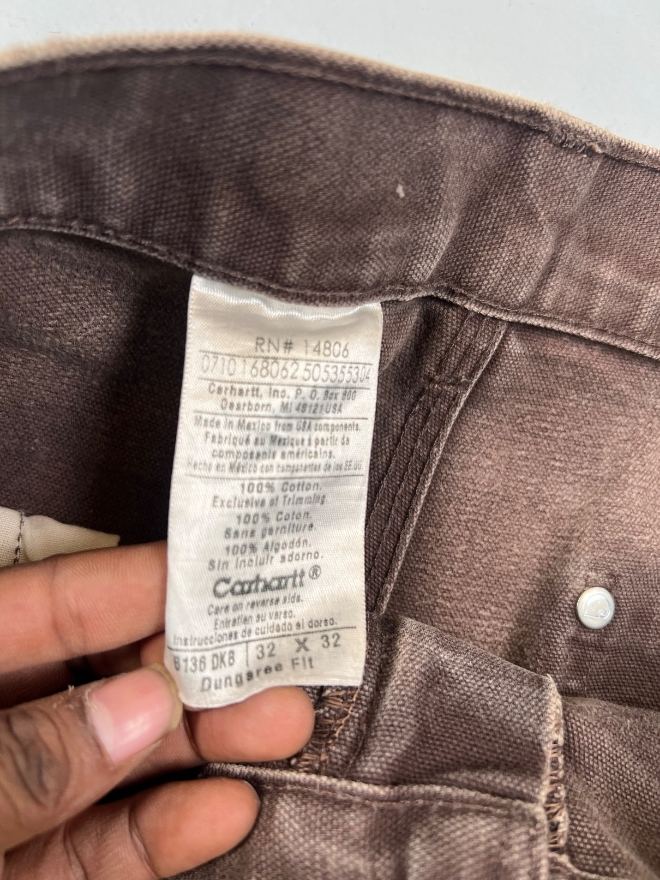 RN# 14806
0710168062 505355304
Carhartt, Inc. P. O. Box 600
Dearborn, MI 48121 USA
Made in Mexico from USA components.
Fabriqué au Mexique à partir de
composants américains.
Hecho en México con componentes de los EE.UU.
100% Cotton.
Exclusive of Trimming.
100% Coton.
Sans garniture.
100% Algodón.
Sin incluir adorno.
Carhartt®
Care on reverse side.
Entretien au verso.
Instrucciones de cuidado al dorso.
B136 DKB 32 X 32
Dungaree Fit